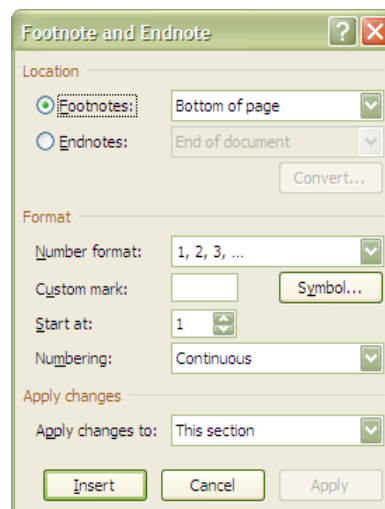 Footnote and Endnote
Location
Footnotes: Bottom of page
Endnotes: End of document
Convert...
Format
Number format: 1, 2, 3, ...
Custom mark: Symbol...
Start at: 1
Numbering: Continuous
Apply changes
Apply changes to: This section
Insert Cancel Apply